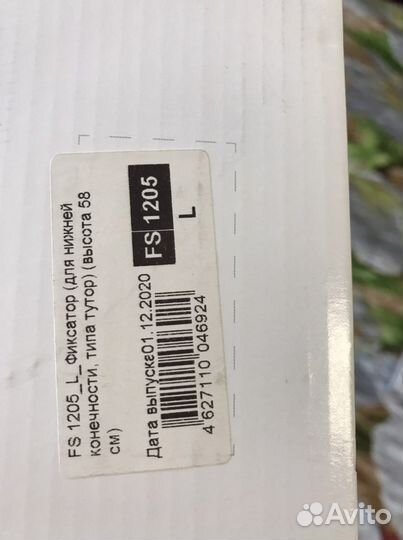 FS 1205_L_Фиксатор (для нижней
конечности, типа тутор) (высота 58
см)
Дата выпуска01.12.2020
FS 1205
L
4 627110 046924
Avito